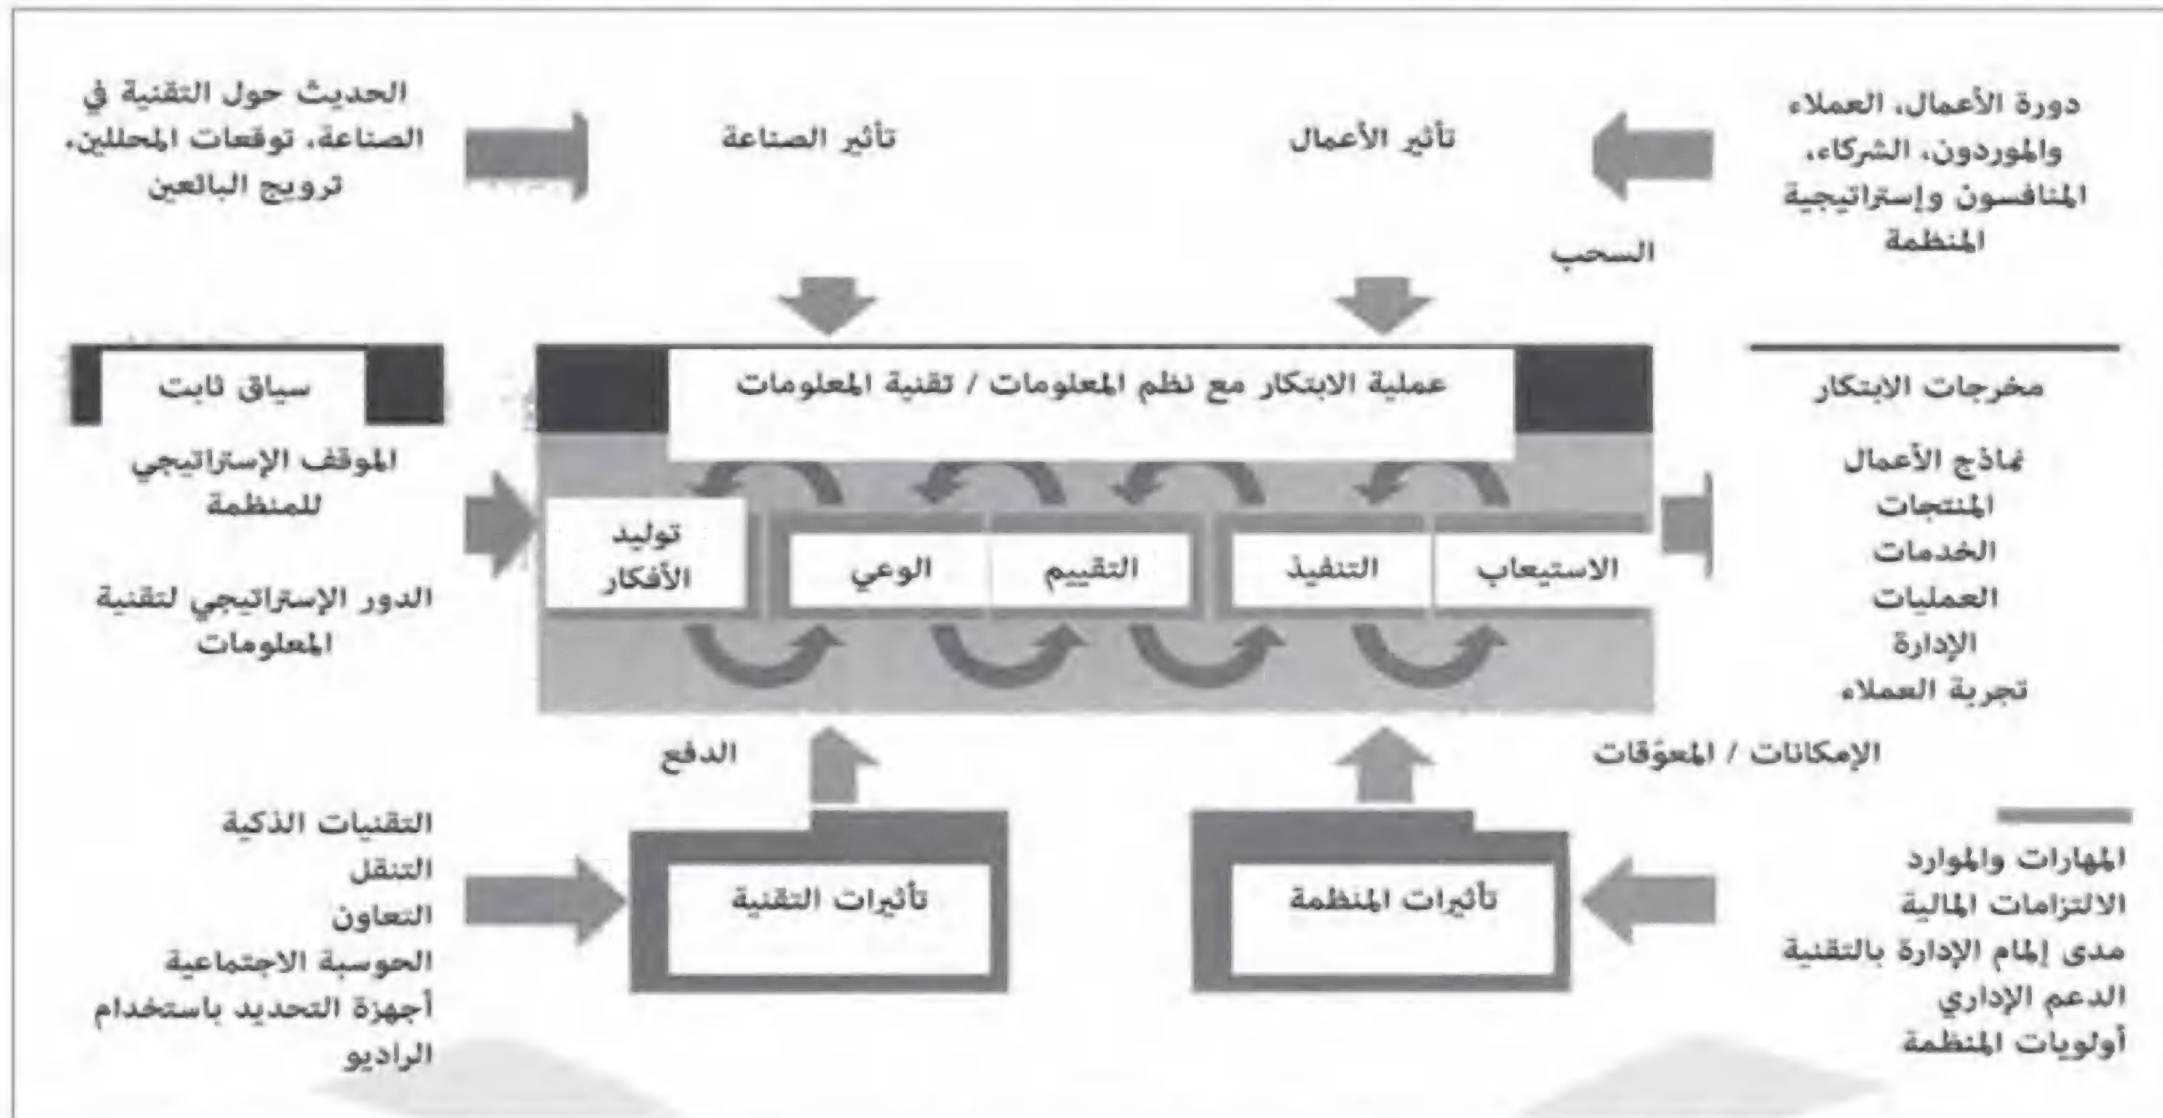 دورة الأعمال، العملاء
والموردون، الشركاء،
المنافسون وإستراتيجية
المنظمة
تأثير الأعمال
تأثير الصناعة
الحديث حول التقنية في
الصناعة، توقعات المحللين،
ترويج البائعين
السحب
مخرجات الابتكار
نماذج الأعمال
المنتجات
الخدمات
العمليات
الإدارة
تجربة العملاء
عملية الابتكار مع نظم المعلومات / تقنية المعلومات
الاستيعاب
التنفيذ
التقييم
الوعي
توليد
الأفكار
سياق ثابت
الموقف الإستراتيجي
للمنظمة
الدور الإستراتيجي لتقنية
المعلومات
الإمكانات / المعوّقات
الدفع
المهارات والموارد
الالتزامات المالية
مدى إلمام الإدارة بالتقنية
الدعم الإداري
أولويات المنظمة
تأثيرات المنظمة
تأثيرات التقنية
التقنيات الذكية
التنقل
التعاون
الحوسبة الاجتماعية
أجهزة التحديد باستخدام
الراديو